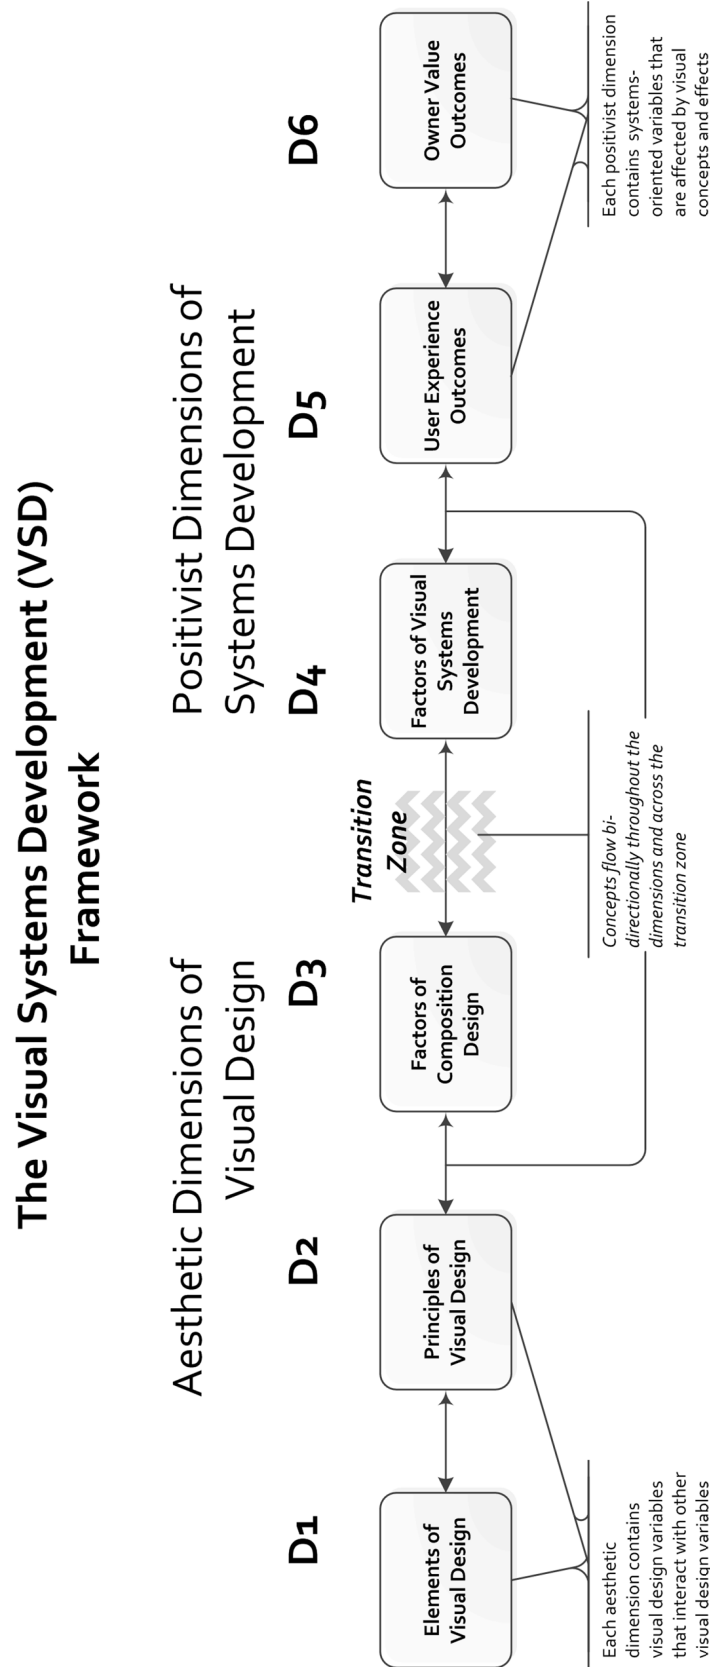 The Visual Systems Development (VSD)
Framework
Aesthetic Dimensions of
Visual Design
Positivist Dimensions of
Systems Development
D1
D2
D3
D4
D5
D6
Elements of
Visual Design
Principles of
Visual Design
Factors of
Composition
Design
Transition
Zone
Factors of Visual
Systems
Development
User Experience
Outcomes
Owner Value
Outcomes
Each aesthetic
dimension contains
visual design variables
that interact with other
visual design variables
Concepts flow bi-
directionally throughout the
dimensions and across the
transition zone
Each positivist dimension
contains systems-
oriented variables that
are affected by visual
concepts and effects